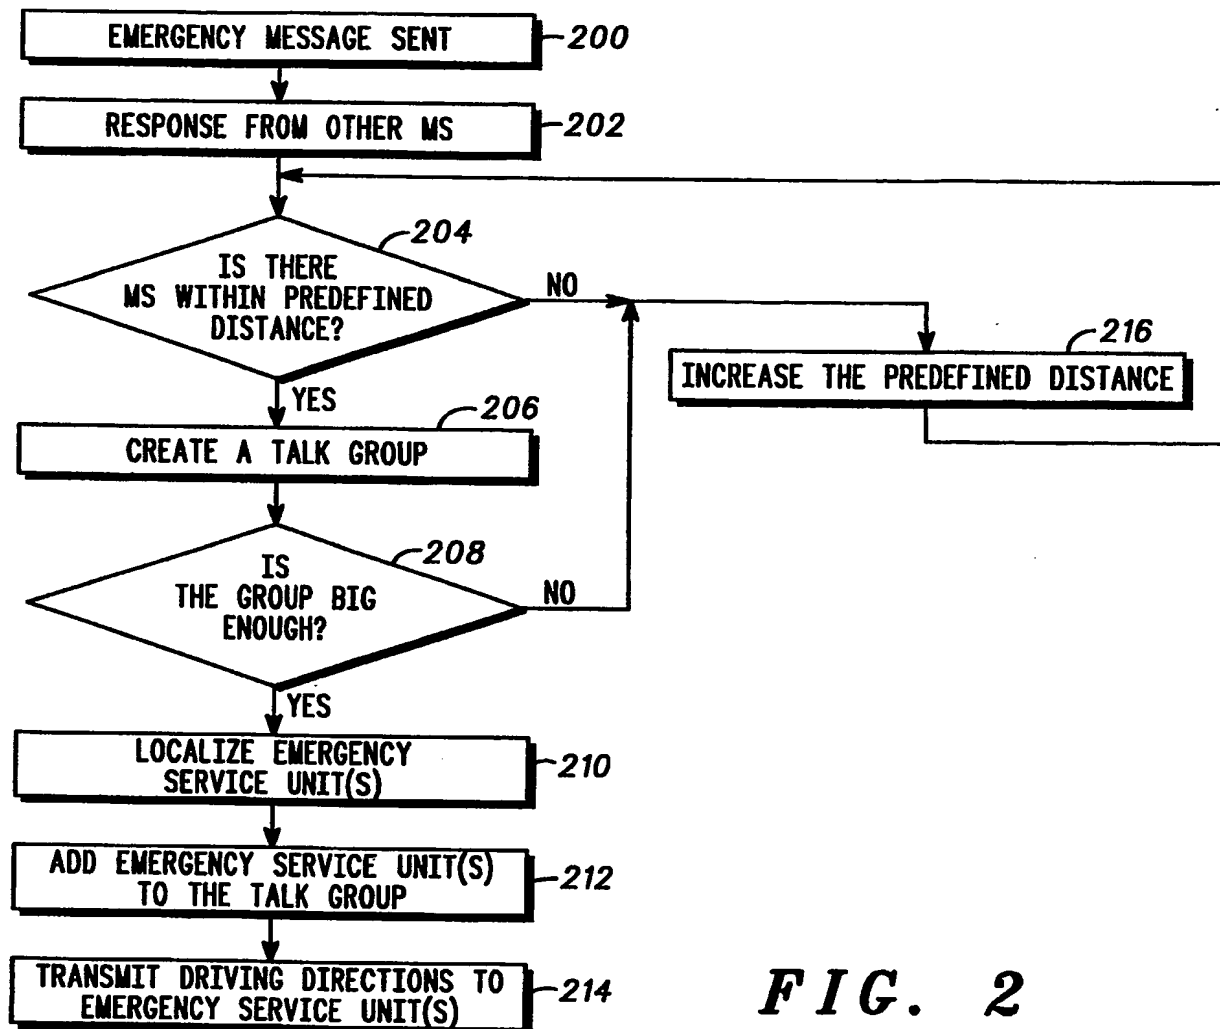 EMERGENCY MESSAGE SENT
200
RESPONSE FROM OTHER MS
202
204
IS THERE
MS WITHIN PREDEFINED
DISTANCE?
NO
YES
216
INCREASE THE PREDEFINED DISTANCE
206
CREATE A TALK GROUP
208
IS
THE GROUP BIG
ENOUGH?
NO
YES
LOCALIZE EMERGENCY
SERVICE UNIT(S)
210
ADD EMERGENCY SERVICE UNIT(S)
TO THE TALK GROUP
212
TRANSMIT DRIVING DIRECTIONS TO
EMERGENCY SERVICE UNIT(S)
214
FIG. 2